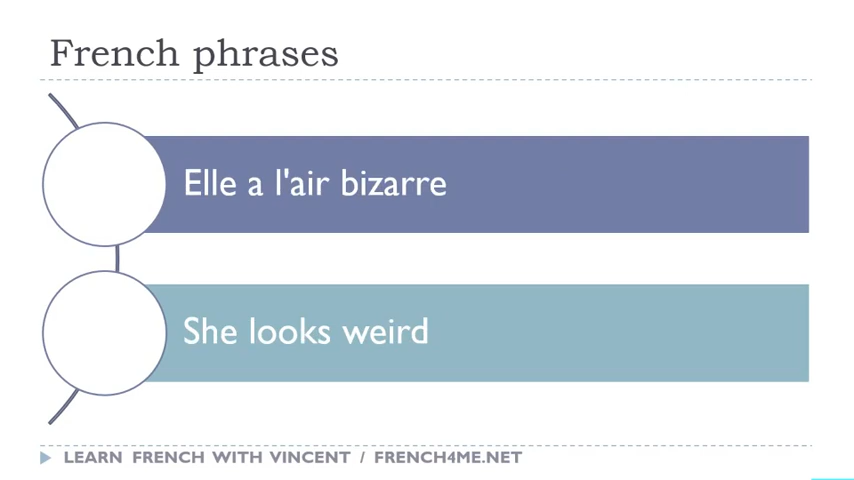 French phrases
Elle a l'air bizarre
She looks weird
LEARN FRENCH WITH VINCENT / FRENCH4ME.NET